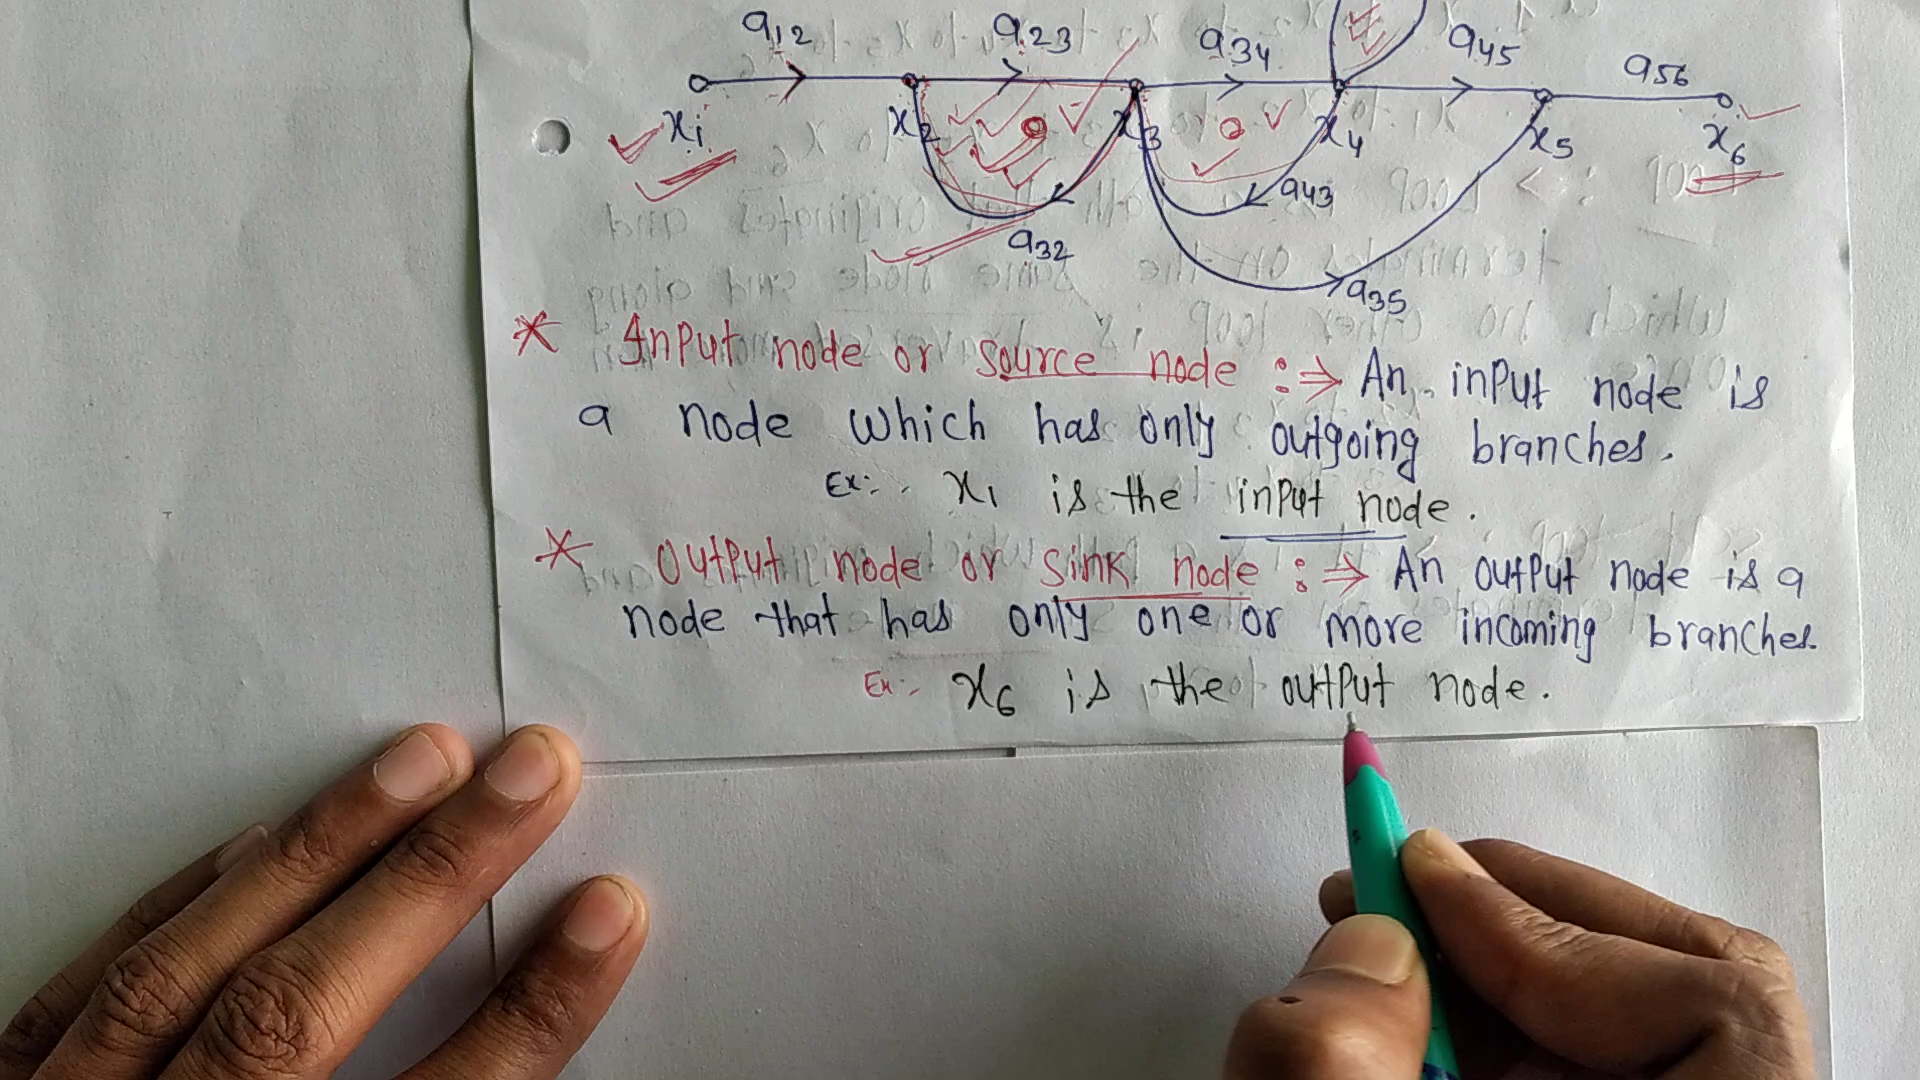 a12 a23 a34 a45 a56
x1 x2 x3 x4 x5 x6
a43
a32
a35
* Input node or source node :⇒ An input node is
a node which has only outgoing branches.
Ex:- x1 is the input node.
* Output node or sink node :⇒ An output node is a
node that has only one or more incoming branches.
Ex:- x6 is the output node.